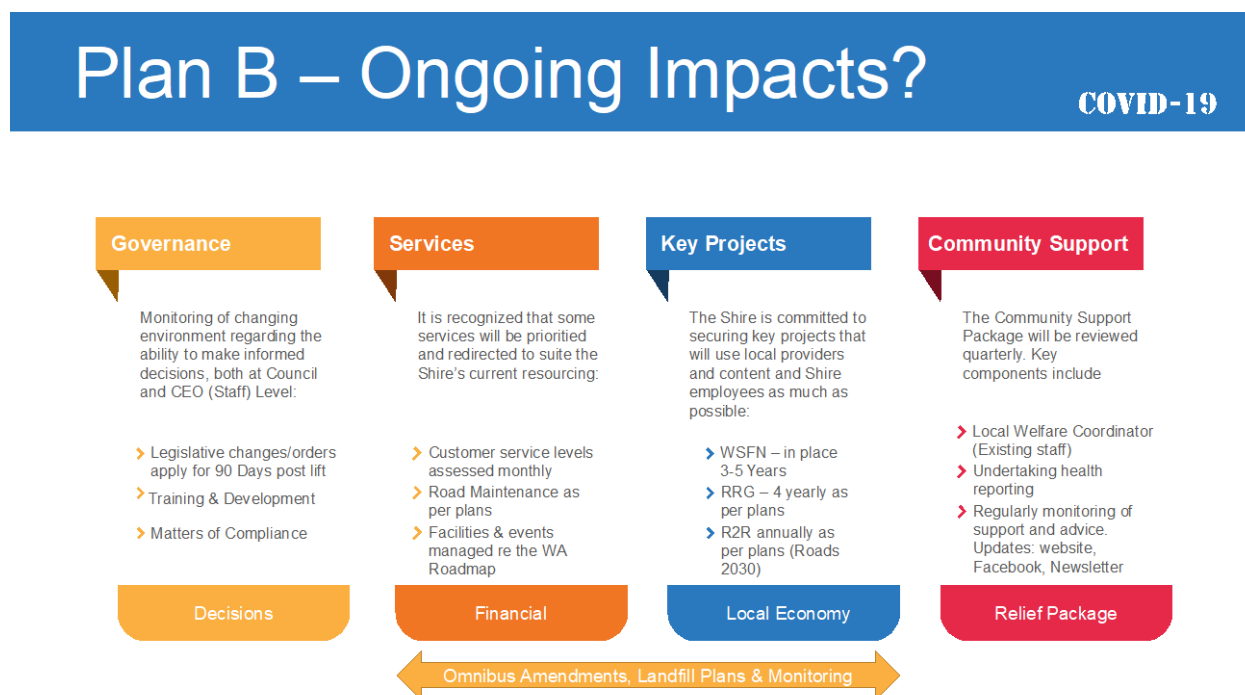 Plan B – Ongoing Impacts?
COVID-19
Governance
Monitoring of changing
environment regarding the
ability to make informed
decisions, both at Council
and CEO (Staff) Level:
Legislative changes/orders
apply for 90 Days post lift
Training & Development
Matters of Compliance
Decisions
Services
It is recognized that some
services will be prioritied
and redirected to suite the
Shire's current resourcing:
Customer service levels
assessed monthly
Road Maintenance as
per plans
Facilities & events
managed re the WA
Roadmap
Financial
Key Projects
The Shire is committed to
securing key projects that
will use local providers
and content and Shire
employees as much as
possible:
WSFN – in place
3-5 Years
RRG – 4 yearly as
per plans
R2R annually as
per plans (Roads
2030)
Local Economy
Community Support
The Community Support
Package will be reviewed
quarterly. Key
components include
Local Welfare Coordinator
(Existing staff)
Undertaking health
reporting
Regularly monitoring of
support and advice.
Updates: website,
Facebook, Newsletter
Relief Package
Omnibus Amendments, Landfill Plans & Monitoring